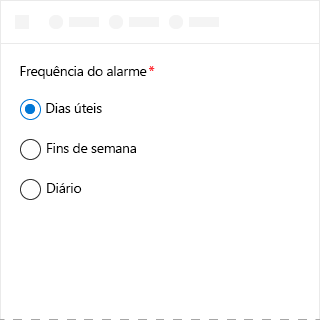 Frequência do alarme*
Dias úteis
Fins de semana
Diário